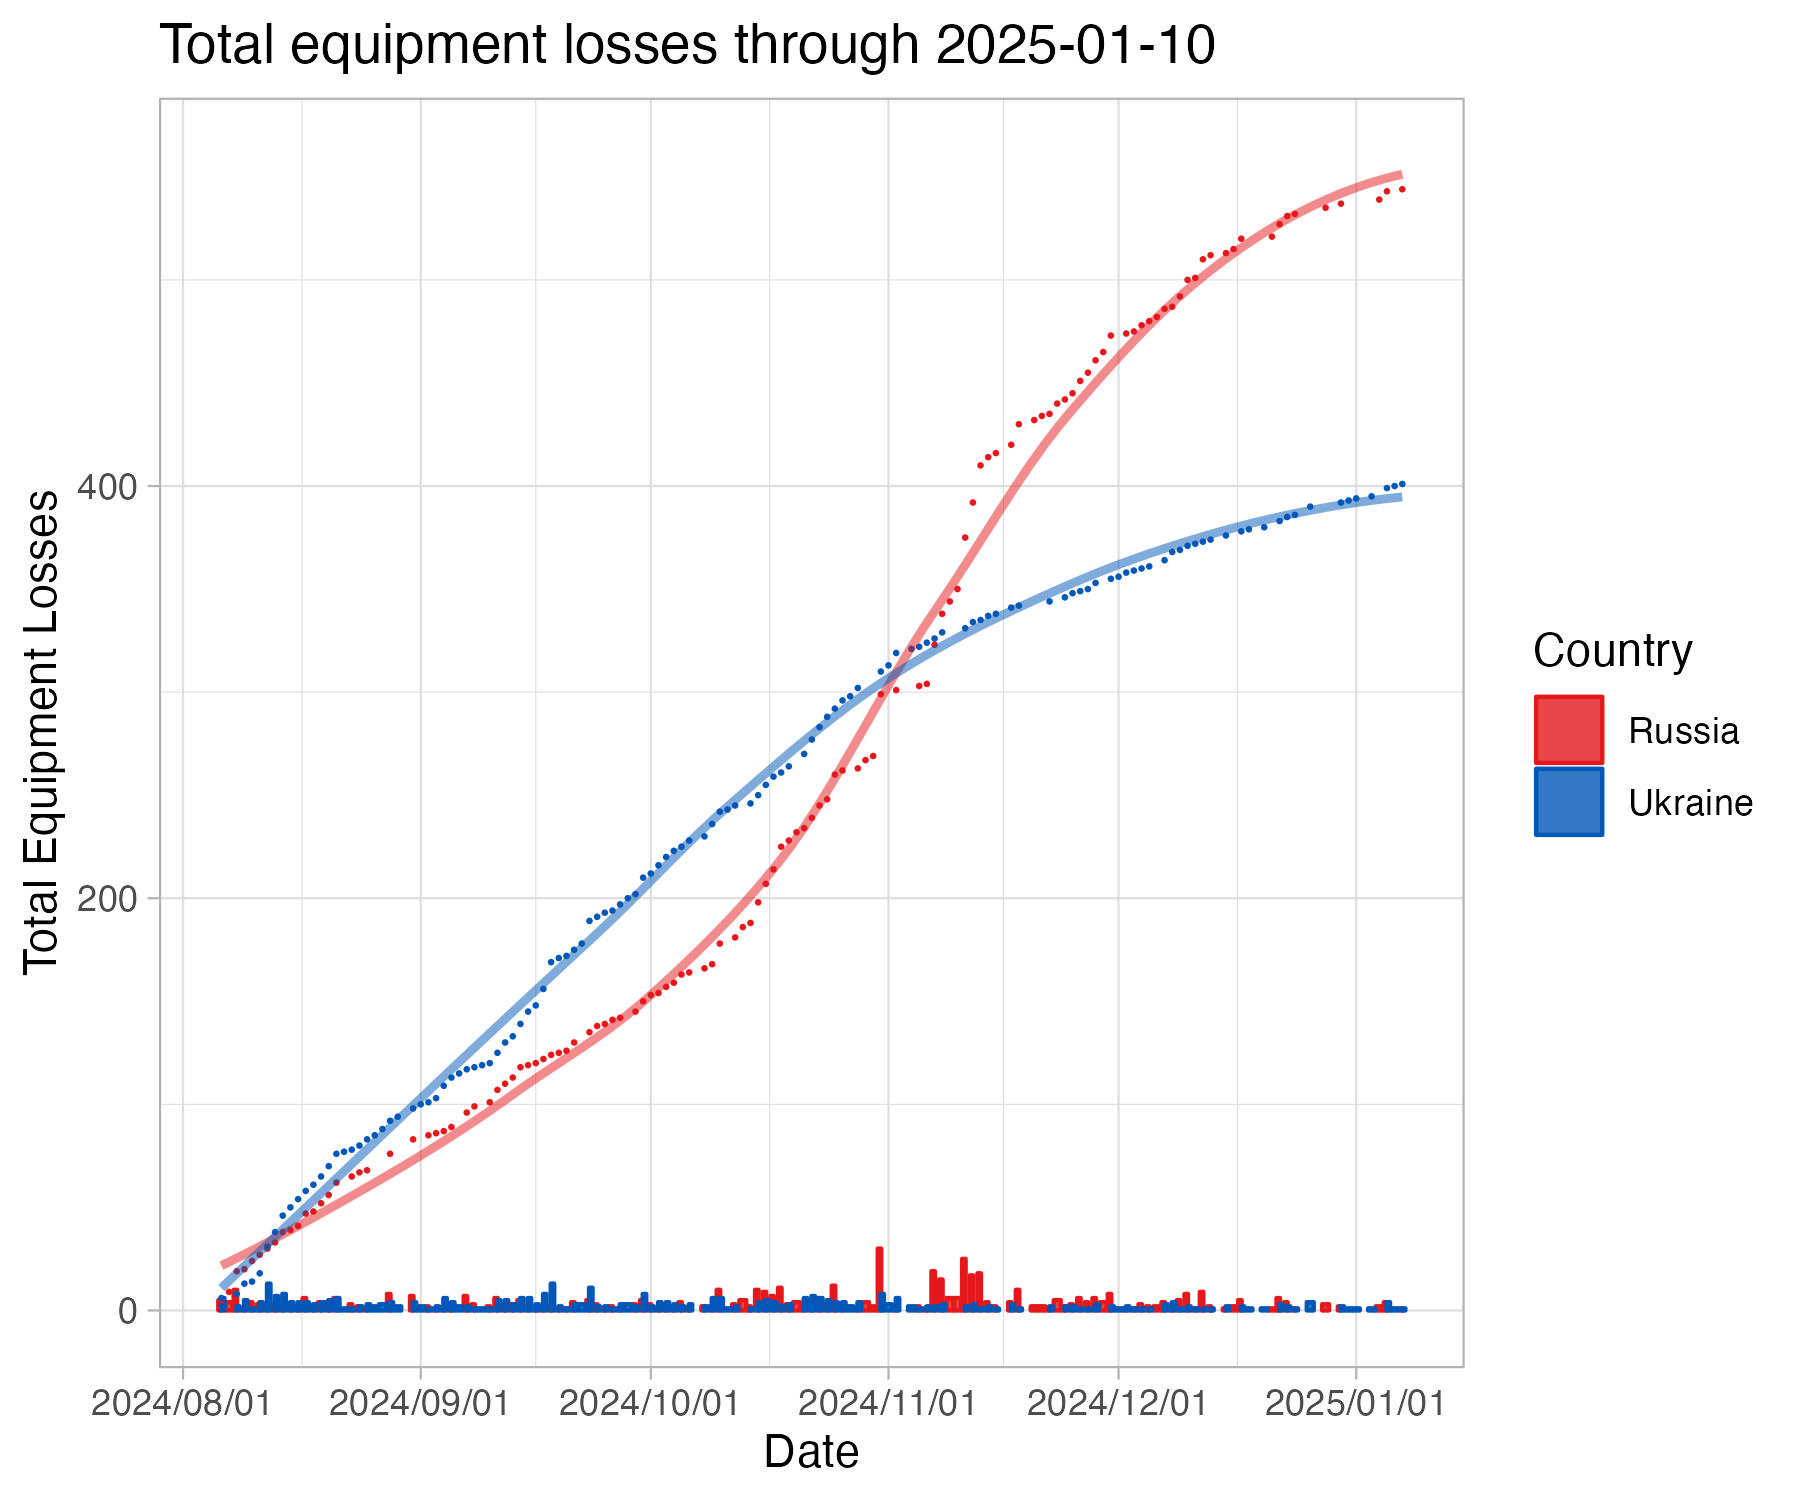 Total equipment losses through 2025-01-10
Total Equipment Losses
400
200
0
2024/08/01 2024/09/01 2024/10/01 2024/11/01 2024/12/01 2025/01/01
Date
Country
Russia
Ukraine